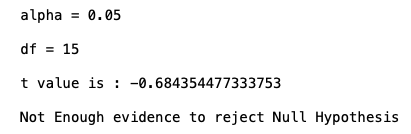 alpha = 0.05
df = 15
t value is : -0.684354477333753
Not Enough evidence to reject Null Hypothesis